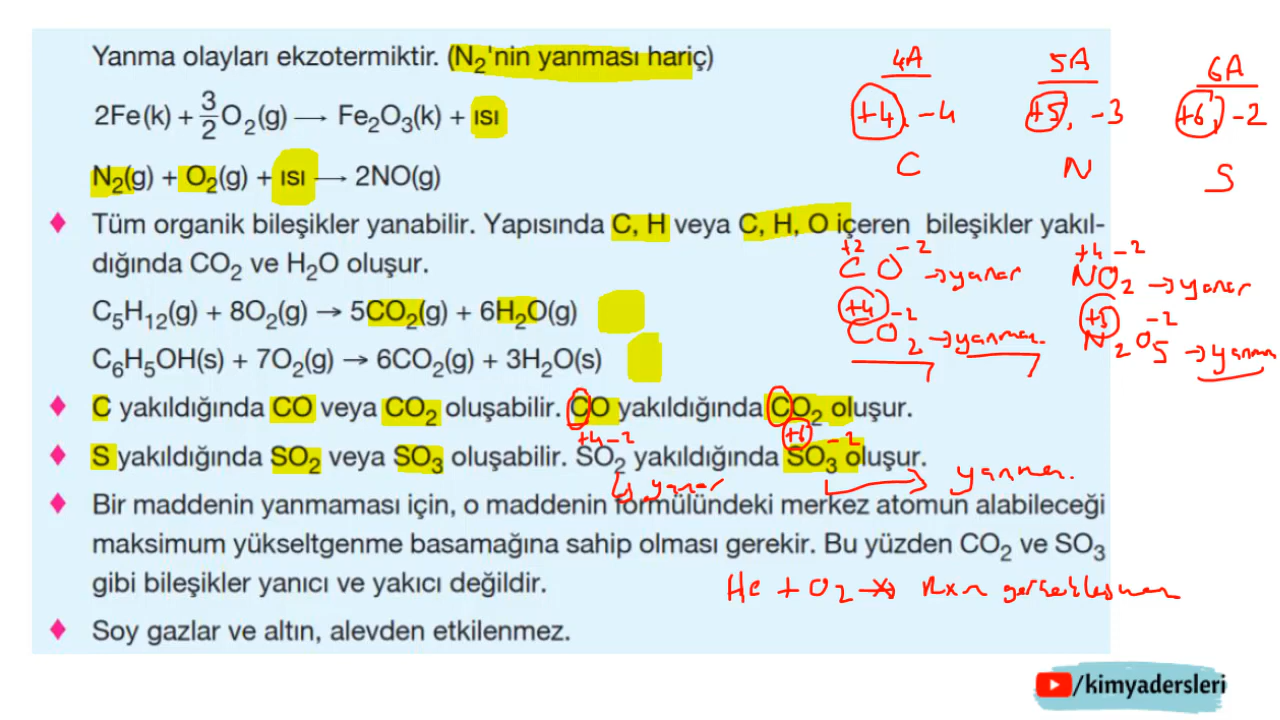 Yanma olayları ekzotermiktir. (N₂'nin yanması hariç)
2Fe(k) + 3/2 O₂(g) ⟶ Fe₂O₃(k) + ısı
N₂(g) + O₂(g) + ısı ⟶ 2NO(g)
♦ Tüm organik bileşikler yanabilir. Yapısında C, H veya C, H, O içeren bileşikler yakıl-
dığında CO₂ ve H₂O oluşur.
C₅H₁₂(g) + 8O₂(g) → 5CO₂(g) + 6H₂O(g)
C₆H₅OH(s) + 7O₂(g) → 6CO₂(g) + 3H₂O(s)
♦ C yakıldığında CO veya CO₂ oluşabilir. CO yakıldığında CO₂ oluşur.
+4 -2 +6 -2
♦ S yakıldığında SO₂ veya SO₃ oluşabilir. SO₂ yakıldığında SO₃ oluşur.
↳ yanar → yanmaz.
♦ Bir maddenin yanmaması için, o maddenin formülündeki merkez atomun alabileceği
maksimum yükseltgenme basamağına sahip olması gerekir. Bu yüzden CO₂ ve SO₃
gibi bileşikler yanıcı ve yakıcı değildir.
He + O₂ → Rxn gerçekleşmez
♦ Soy gazlar ve altın, alevden etkilenmez.
4A 5A 6A
+4, -4 +5, -3 +6, -2
C N S
+2 -2 +4 -2
CO → yanar NO₂ → yanar
+4 -2 +5 -2
CO₂ → yanmaz. N₂O₅ → yanmaz
/kimyadersleri